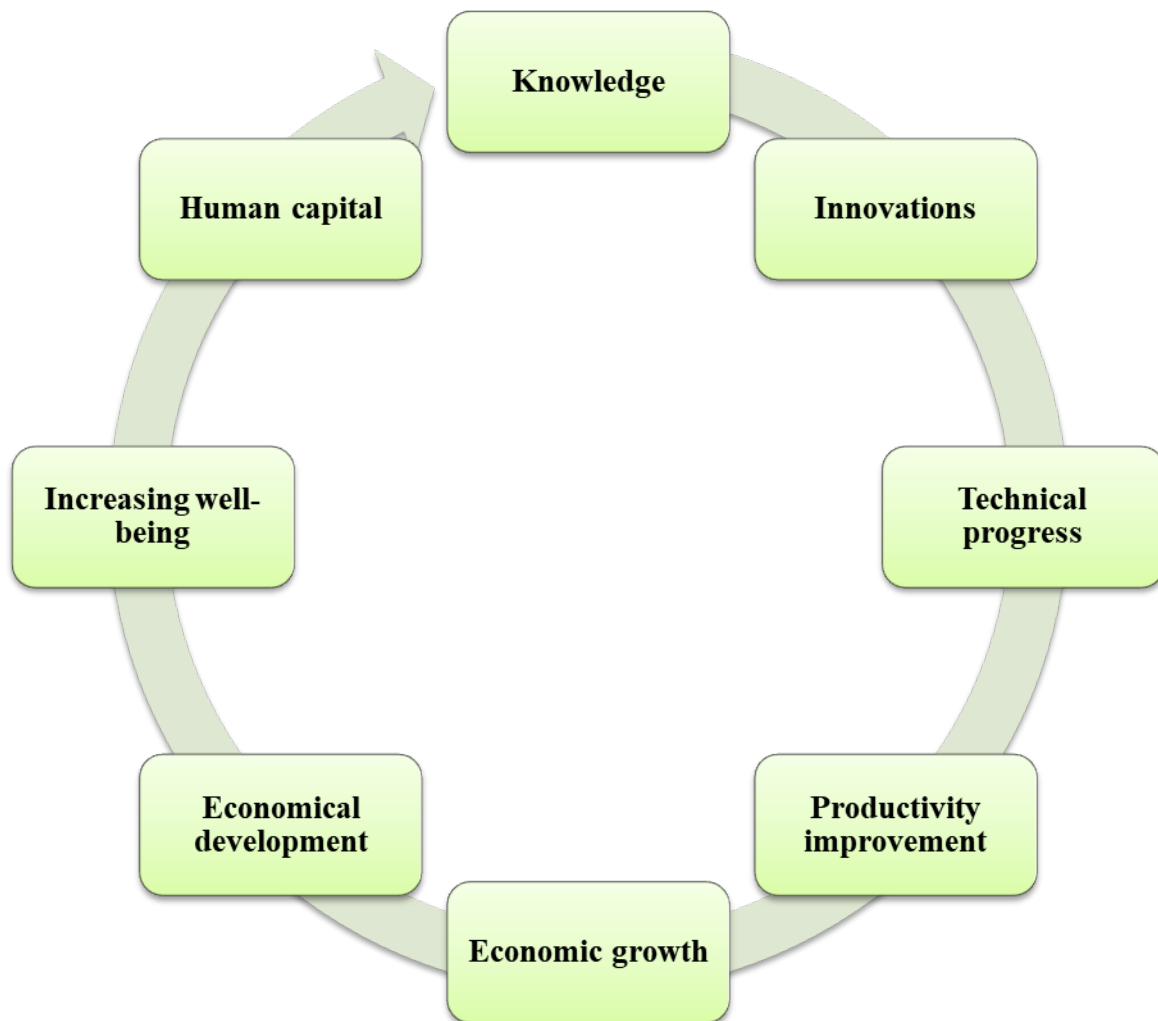 Knowledge
Innovations
Technical
progress
Productivity
improvement
Economic growth
Economical
development
Increasing well-
being
Human capital